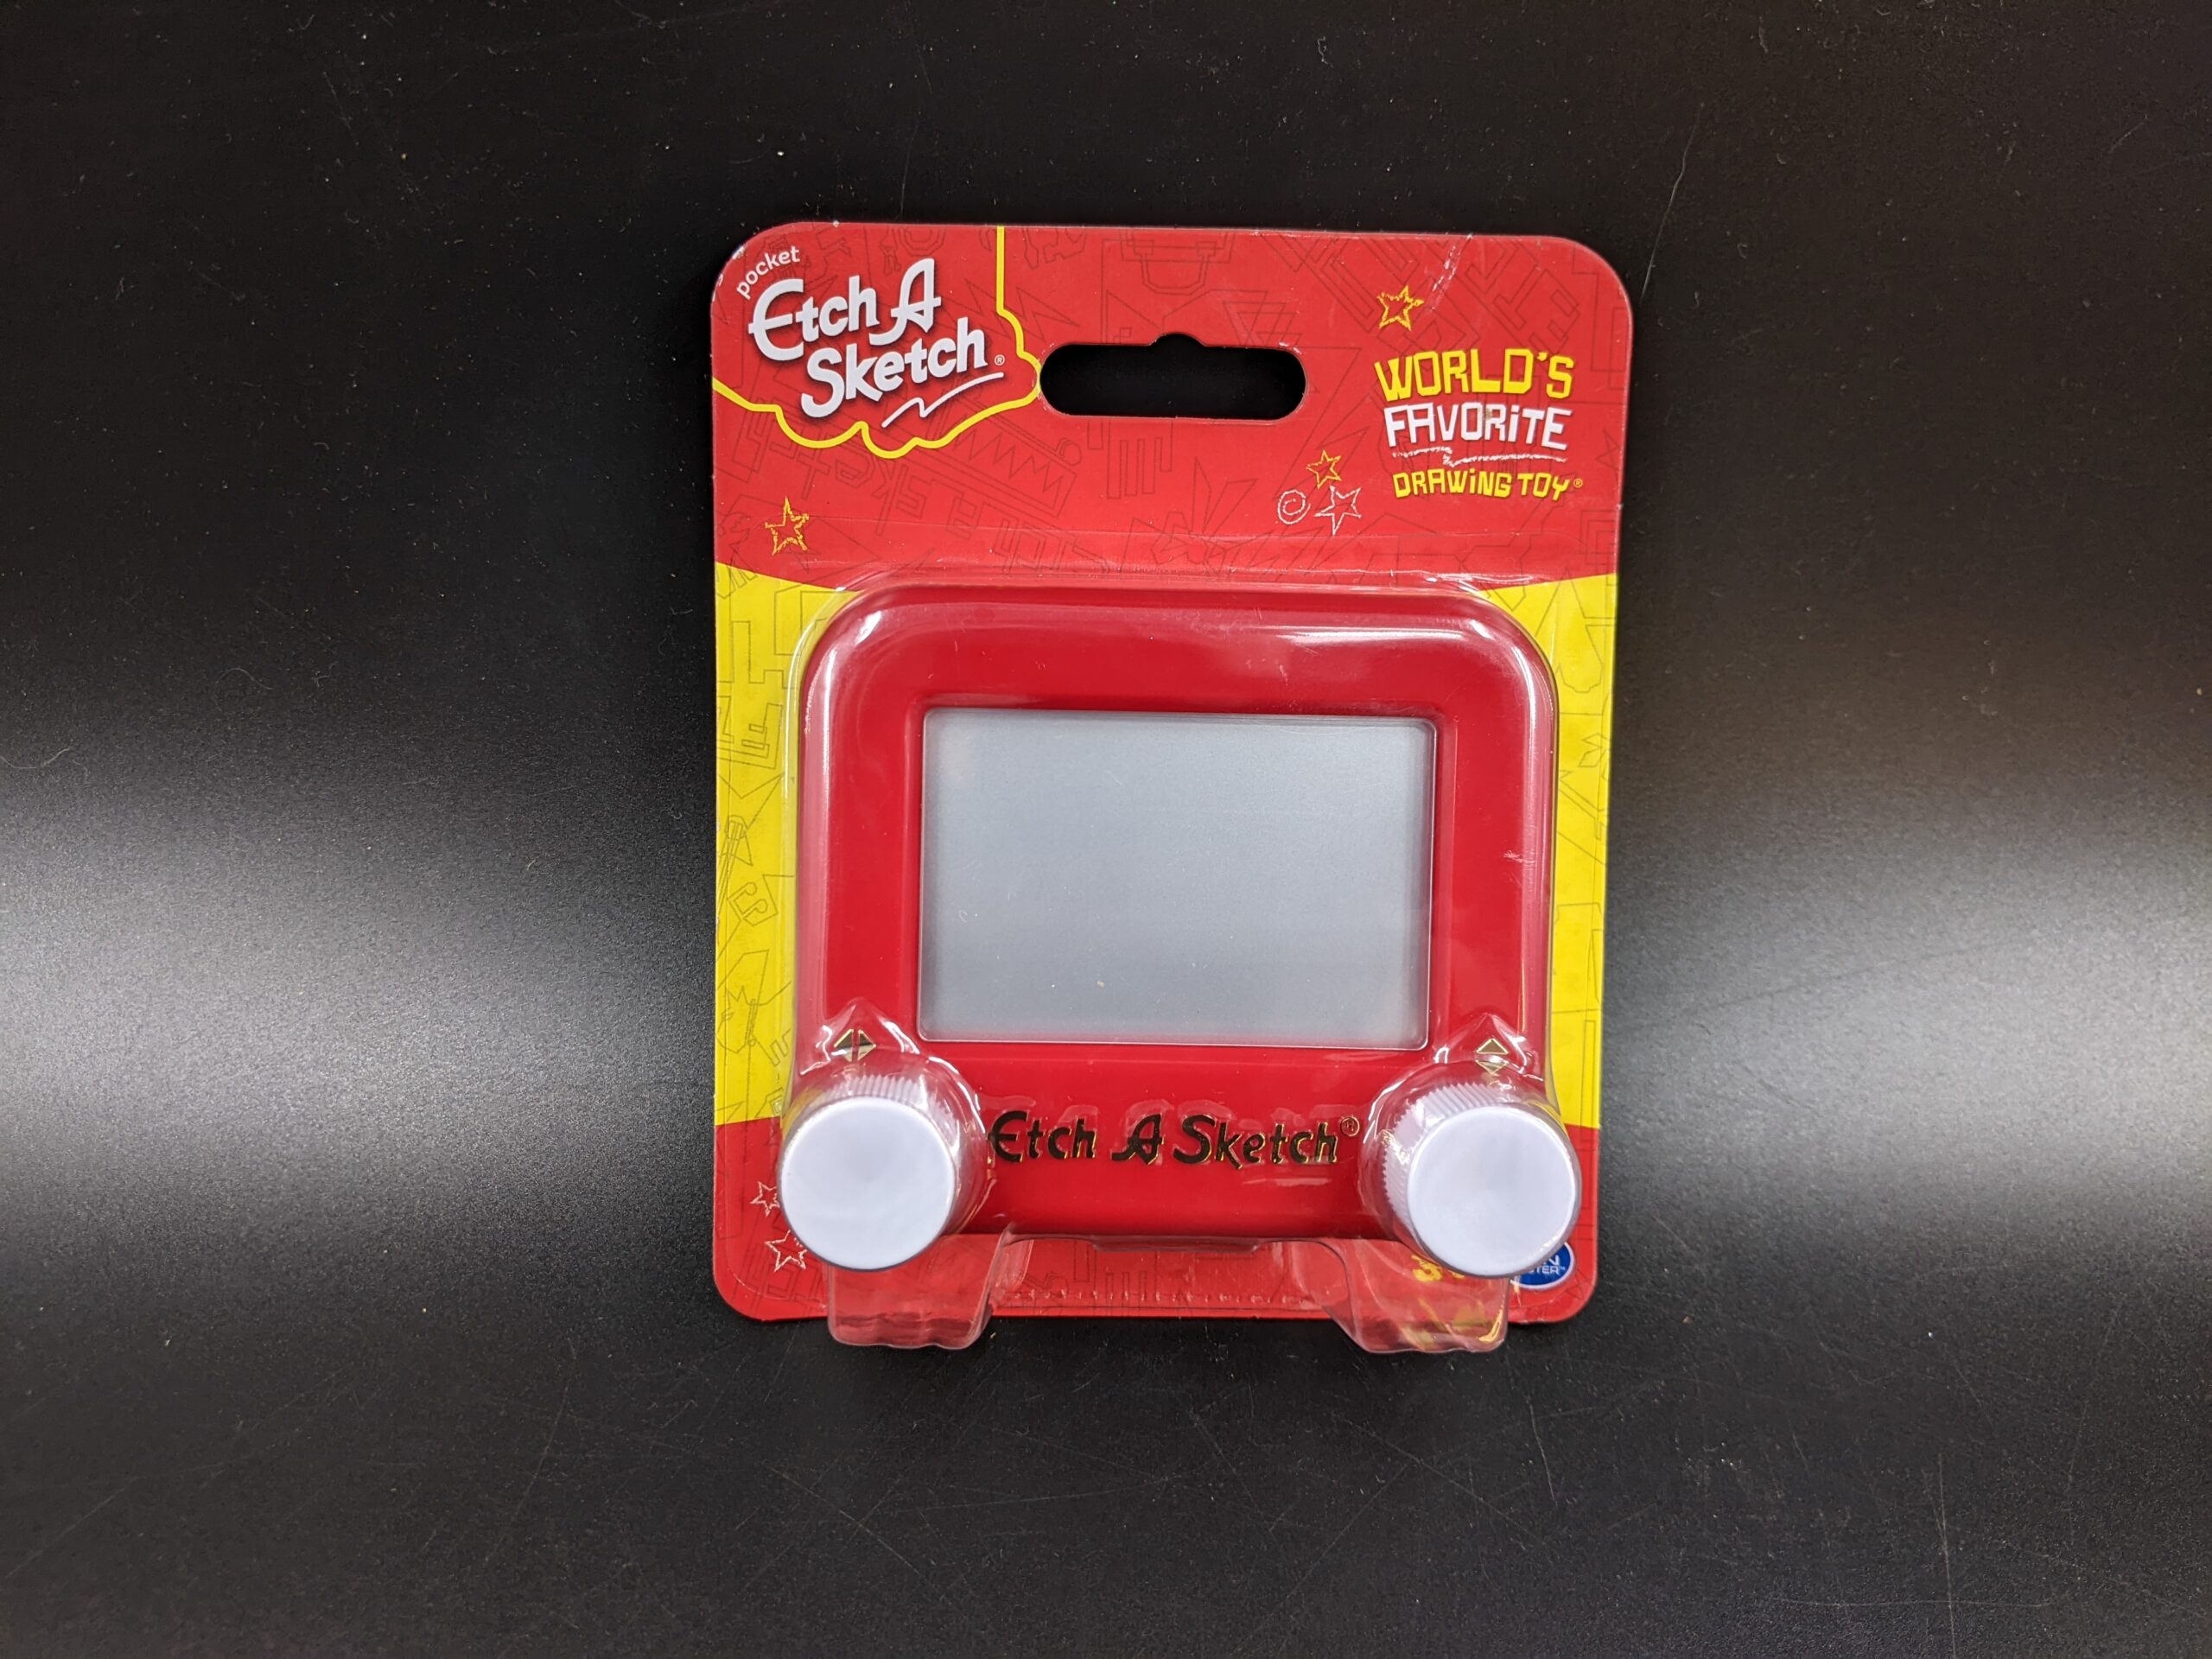 pocket
Etch A
Sketch®
WORLD'S
FAVORiTE
DRAWiNG TOY®
Etch A Sketch®